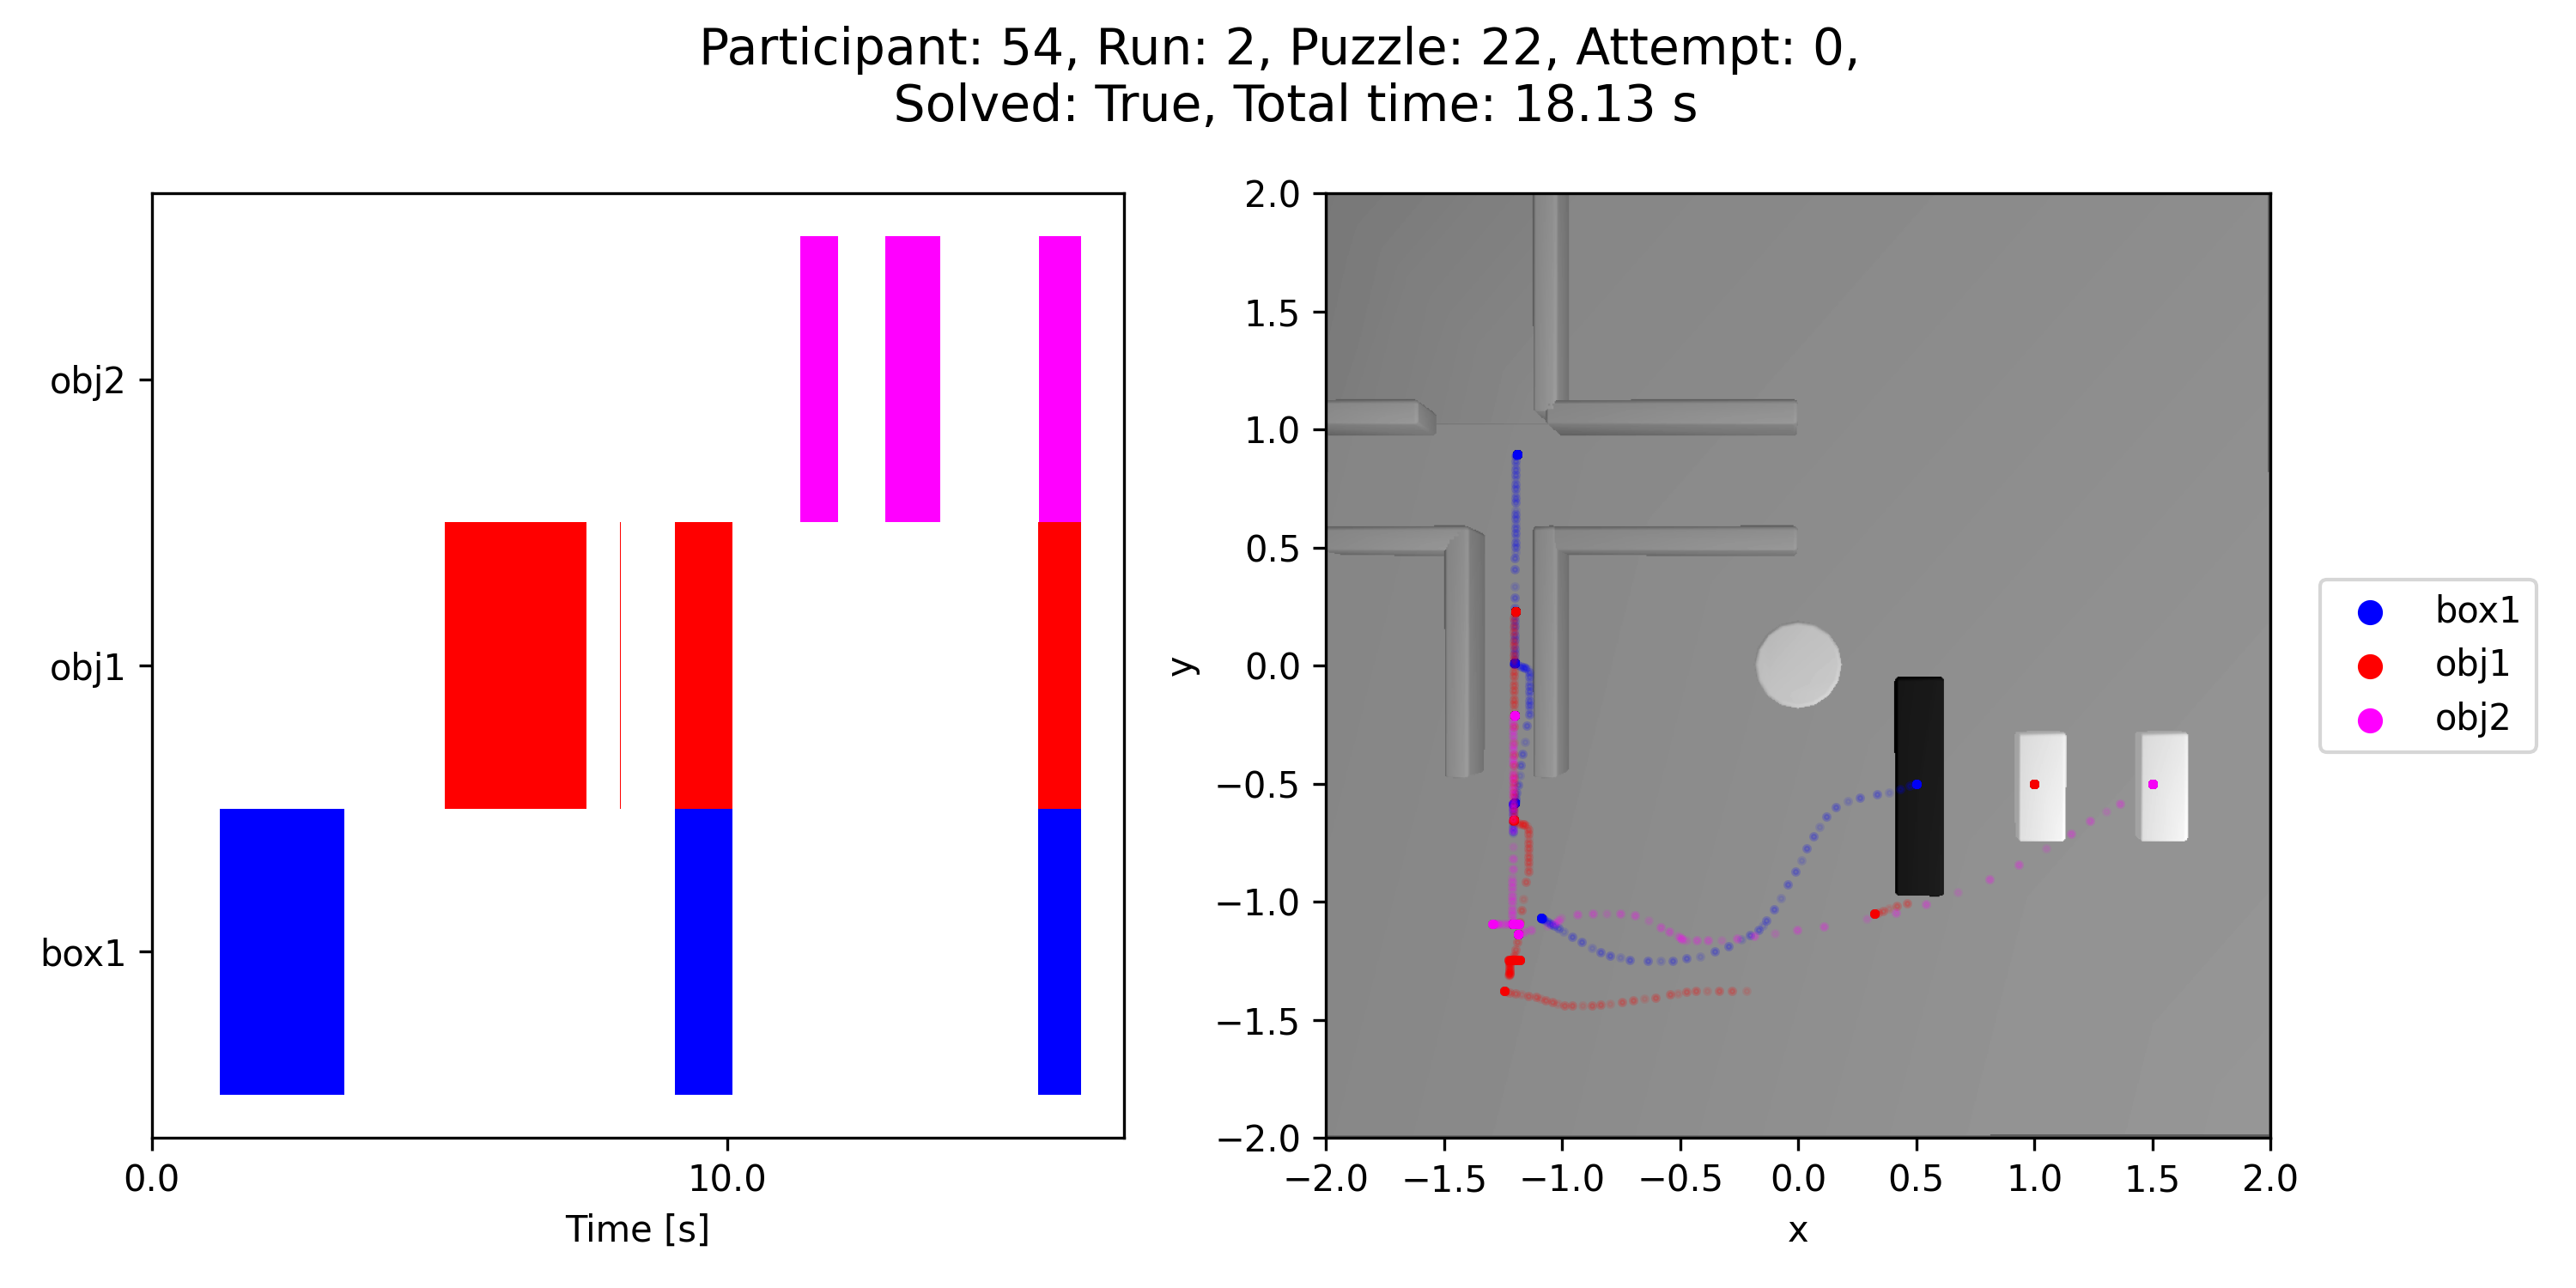 Participant: 54, Run: 2, Puzzle: 22, Attempt: 0,
Solved: True, Total time: 18.13 s
obj2
obj1
box1
0.0
10.0
Time [s]
2.0
1.5
1.0
0.5
0.0
−0.5
−1.0
−1.5
−2.0
y
−2.0 −1.5 −1.0 −0.5 0.0 0.5 1.0 1.5 2.0
x
box1
obj1
obj2